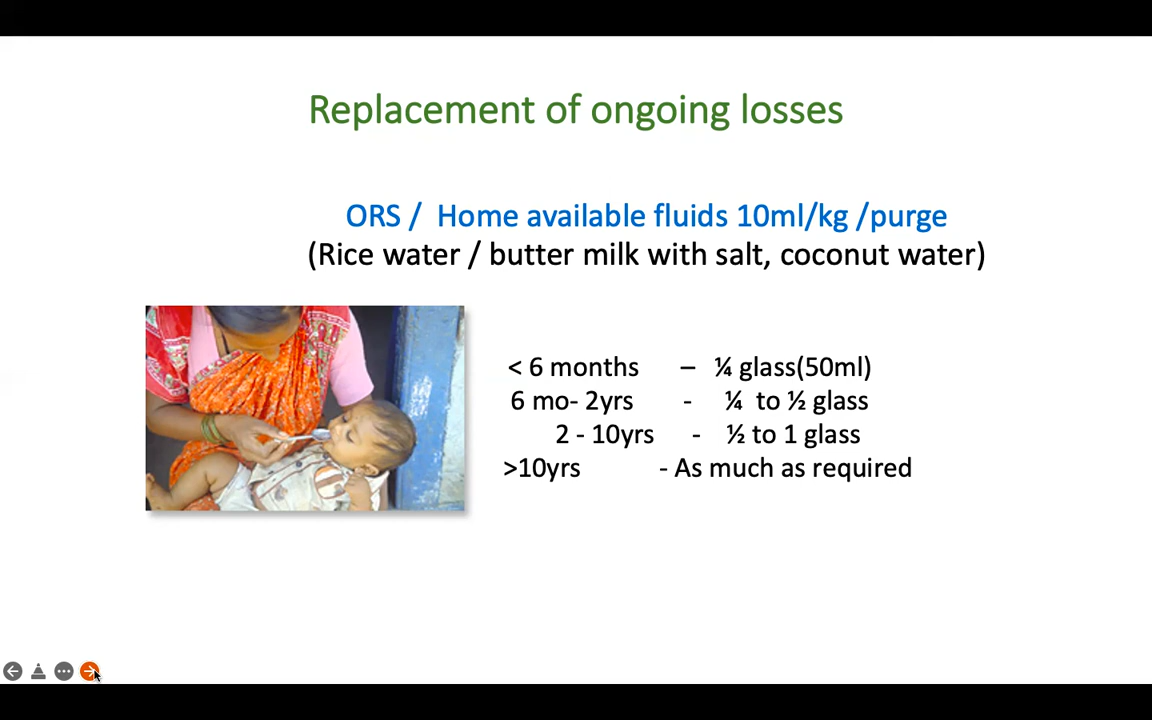 Replacement of ongoing losses
ORS / Home available fluids 10ml/kg /purge
(Rice water / butter milk with salt, coconut water)
< 6 months – ¼ glass(50ml)
6 mo- 2yrs - ¼ to ½ glass
2 - 10yrs - ½ to 1 glass
>10yrs - As much as required